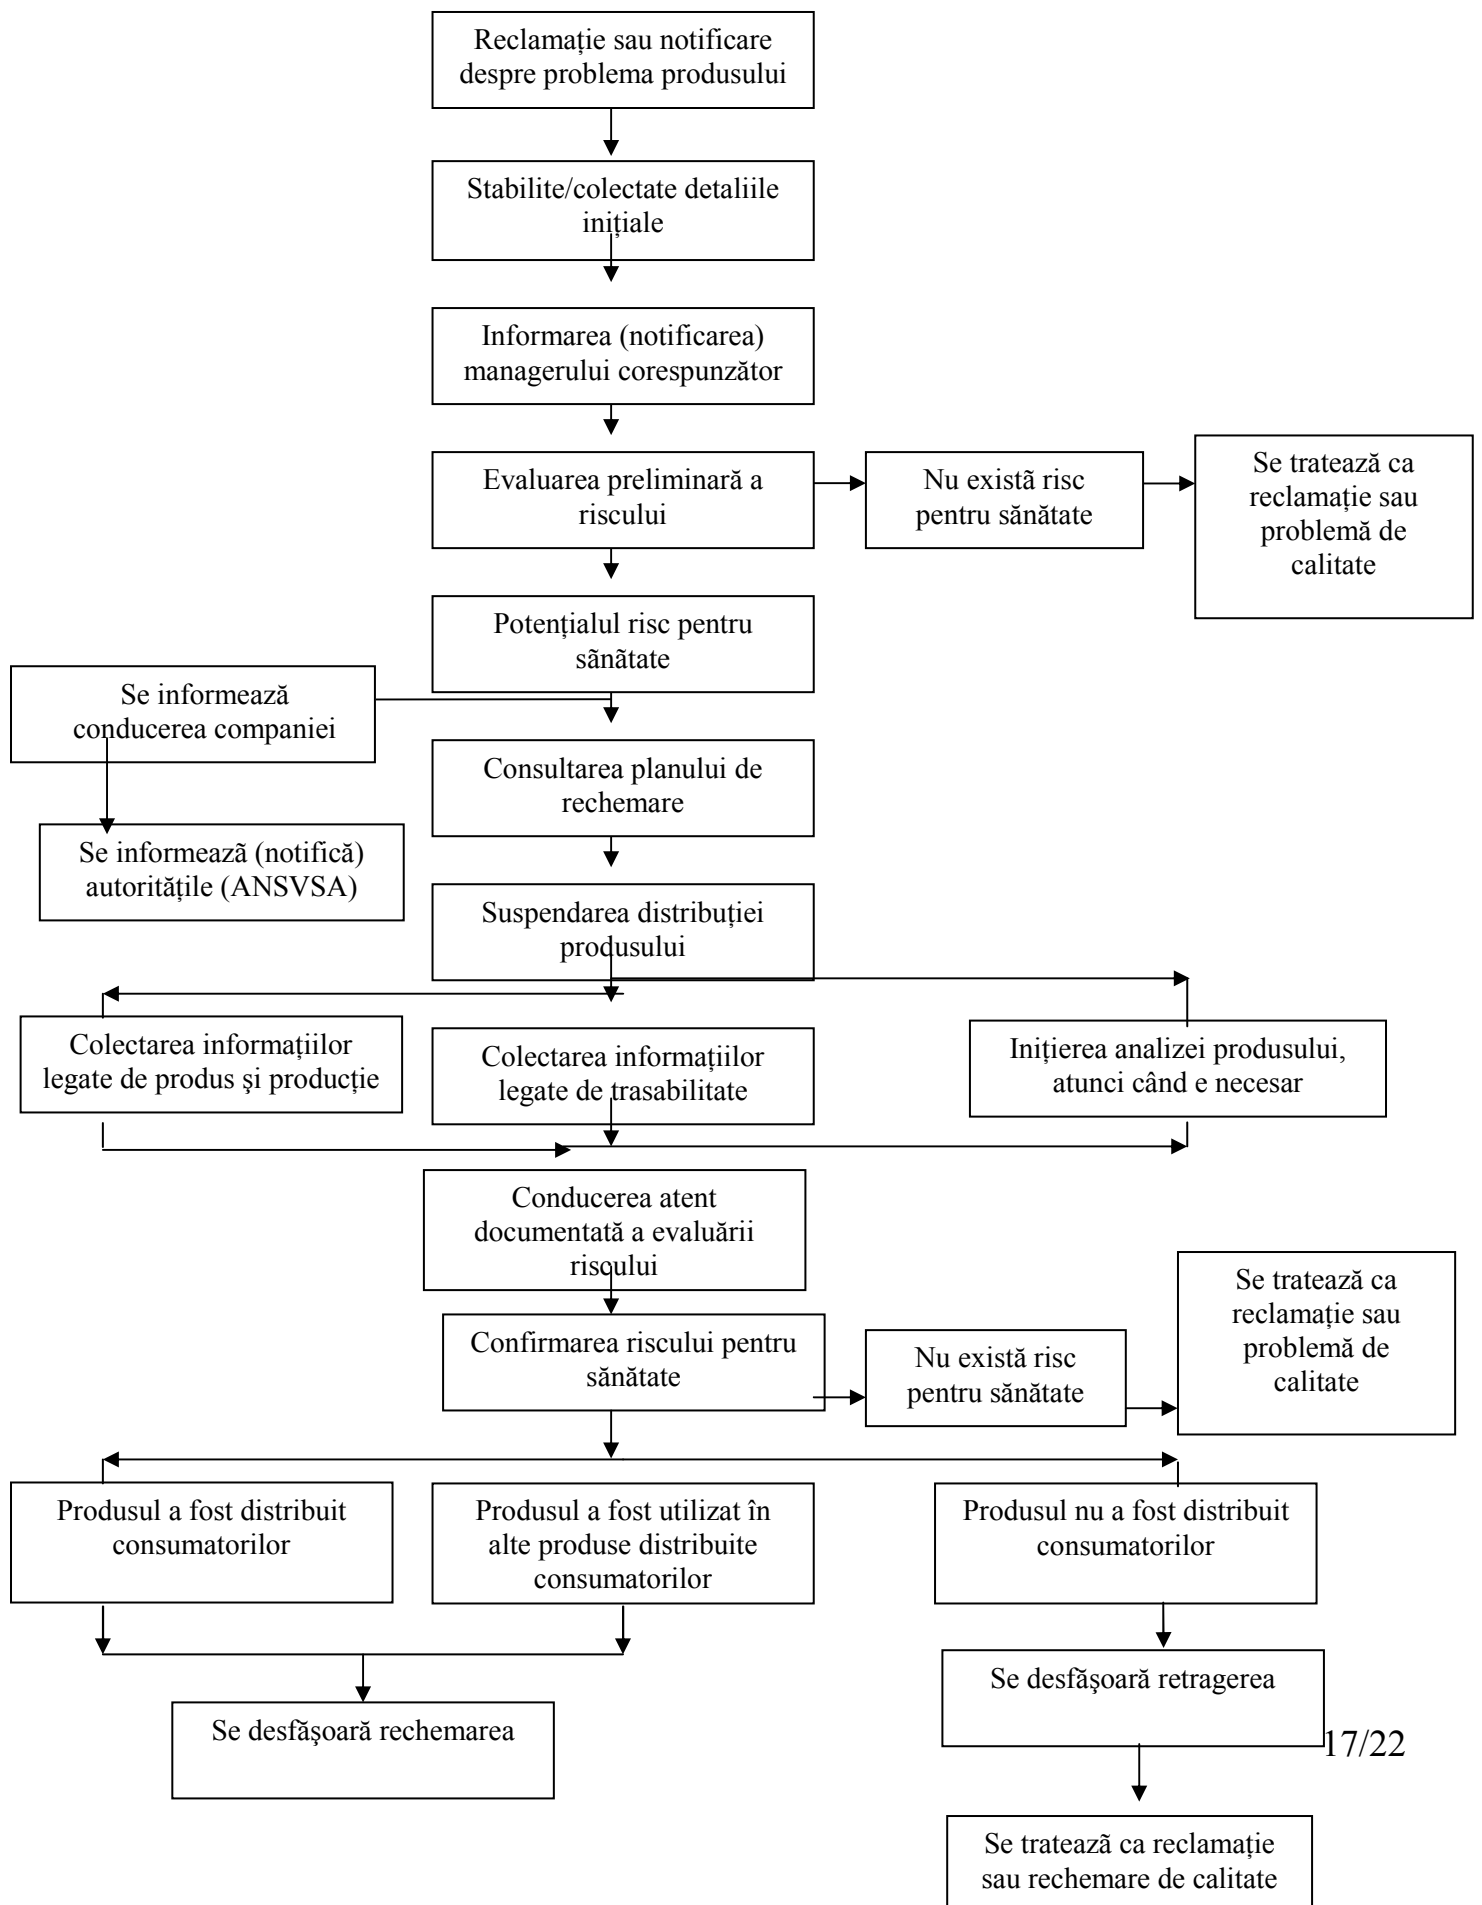 Reclamație sau notificare
despre problema produsului
Stabilite/colectate detaliile
inițiale
Informarea (notificarea)
managerului corespunzător
Evaluarea preliminară a
riscului
Nu existã risc
pentru sănătate
Se tratează ca
reclamație sau
problemă de
calitate
Potențialul risc pentru
sãnãtate
Se informează
conducerea companiei
Consultarea planului de
rechemare
Se informeazã (notifică)
autoritățile (ANSVSA)
Suspendarea distribuției
produsului
Colectarea informațiilor
legate de produs şi producție
Colectarea informațiilor
legate de trasabilitate
Inițierea analizei produsului,
atunci când e necesar
Conducerea atent
documentată a evaluării
riscului
Confirmarea riscului pentru
sănătate
Nu există risc
pentru sănătate
Se tratează ca
reclamație sau
problemă de
calitate
Produsul a fost distribuit
consumatorilor
Produsul a fost utilizat în
alte produse distribuite
consumatorilor
Produsul nu a fost distribuit
consumatorilor
Se desfăşoară rechemarea
Se desfăşoară retragerea
17/22
Se tratează ca reclamație
sau rechemare de calitate